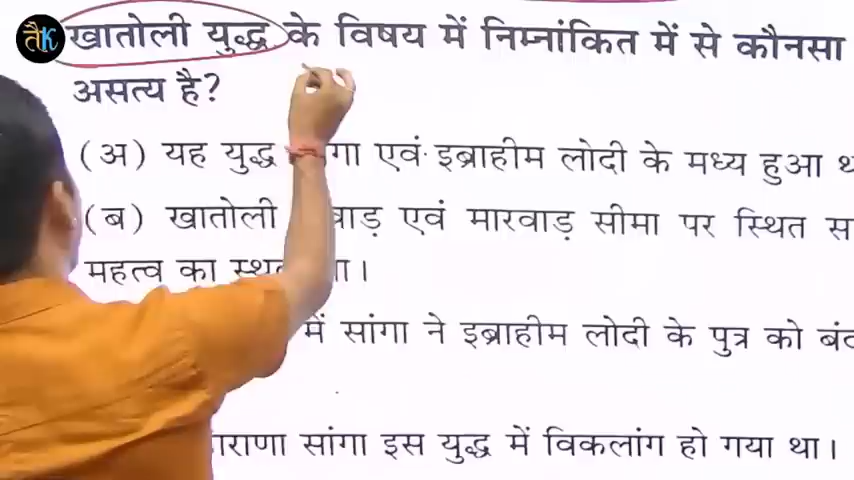 तैK खातोली युद्ध के विषय में निम्नांकित में से कौनसा
असत्य है?
(अ) यह युद्ध एवं इब्राहीम लोदी के मध्य हुआ
(ब) खातोली एवं मारवाड़ सीमा पर स्थित
महत्व का
में सांगा ने इब्राहीम लोदी के पुत्र को
सांगा इस युद्ध में विकलांग हो गया था।